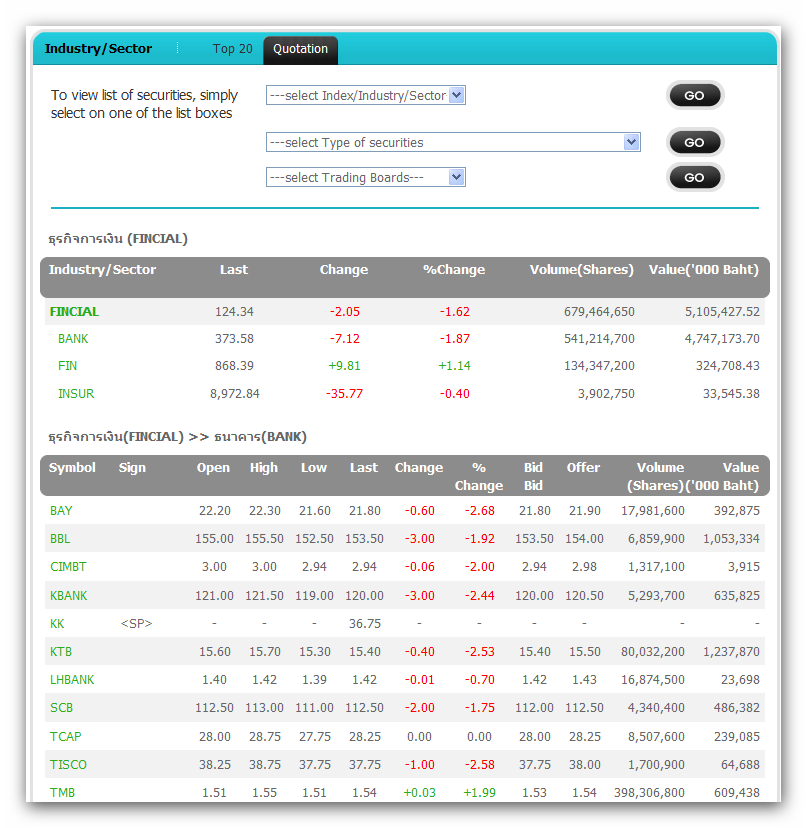 Industry/Sector Top 20 Quotation
To view list of securities, simply
select on one of the list boxes
---select Index/Industry/Sector GO
---select Type of securities GO
---select Trading Boards--- GO
ธุรกิจการเงิน (FINCIAL)
Industry/Sector Last Change %Change Volume(Shares) Value('000 Baht)
FINCIAL 124.34 -2.05 -1.62 679,464,650 5,105,427.52
BANK 373.58 -7.12 -1.87 541,214,700 4,747,173.70
FIN 868.39 +9.81 +1.14 134,347,200 324,708.43
INSUR 8,972.84 -35.77 -0.40 3,902,750 33,545.38
ธุรกิจการเงิน(FINCIAL) >> ธนาคาร(BANK)
Symbol Sign Open High Low Last Change % Bid Offer Volume Value
Change Bid (Shares) ('000 Baht)
BAY 22.20 22.30 21.60 21.80 -0.60 -2.68 21.80 21.90 17,981,600 392,875
BBL 155.00 155.50 152.50 153.50 -3.00 -1.92 153.50 154.00 6,859,900 1,053,334
CIMBT 3.00 3.00 2.94 2.94 -0.06 -2.00 2.94 2.98 1,317,100 3,915
KBANK 121.00 121.50 119.00 120.00 -3.00 -2.44 120.00 120.50 5,293,700 635,825
KK <SP> - - - 36.75 - - - - - -
KTB 15.60 15.70 15.30 15.40 -0.40 -2.53 15.40 15.50 80,032,200 1,237,870
LHBANK 1.40 1.42 1.39 1.42 -0.01 -0.70 1.42 1.43 16,874,500 23,698
SCB 112.50 113.00 111.00 112.50 -2.00 -1.75 112.00 112.50 4,340,400 486,382
TCAP 28.00 28.75 27.75 28.25 0.00 0.00 28.00 28.25 8,507,600 239,085
TISCO 38.25 38.75 37.75 37.75 -1.00 -2.58 37.75 38.00 1,700,900 64,688
TMB 1.51 1.55 1.51 1.54 +0.03 +1.99 1.53 1.54 398,306,800 609,438